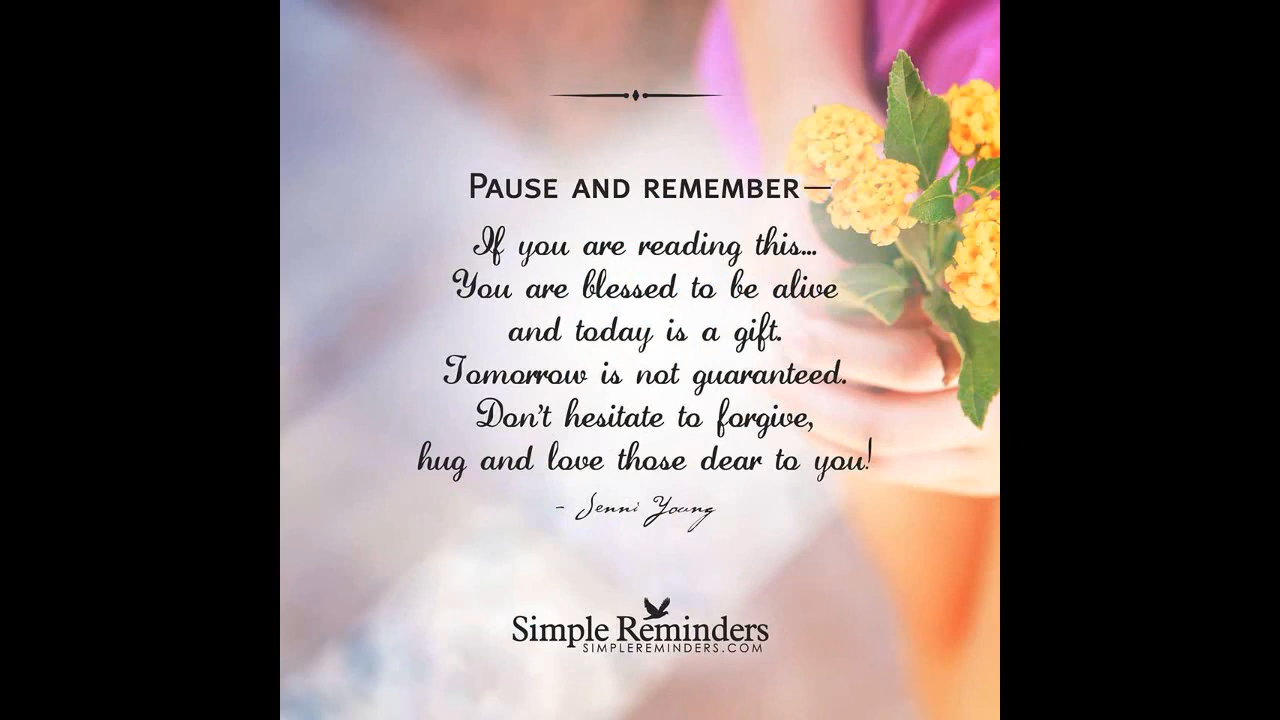 Pause and remember—
If you are reading this...
You are blessed to be alive
and today is a gift.
Tomorrow is not guaranteed.
Don't hesitate to forgive,
hug and love those dear to you!
- Jenni Young
Simple Reminders
SIMPLEREMINDERS.COM